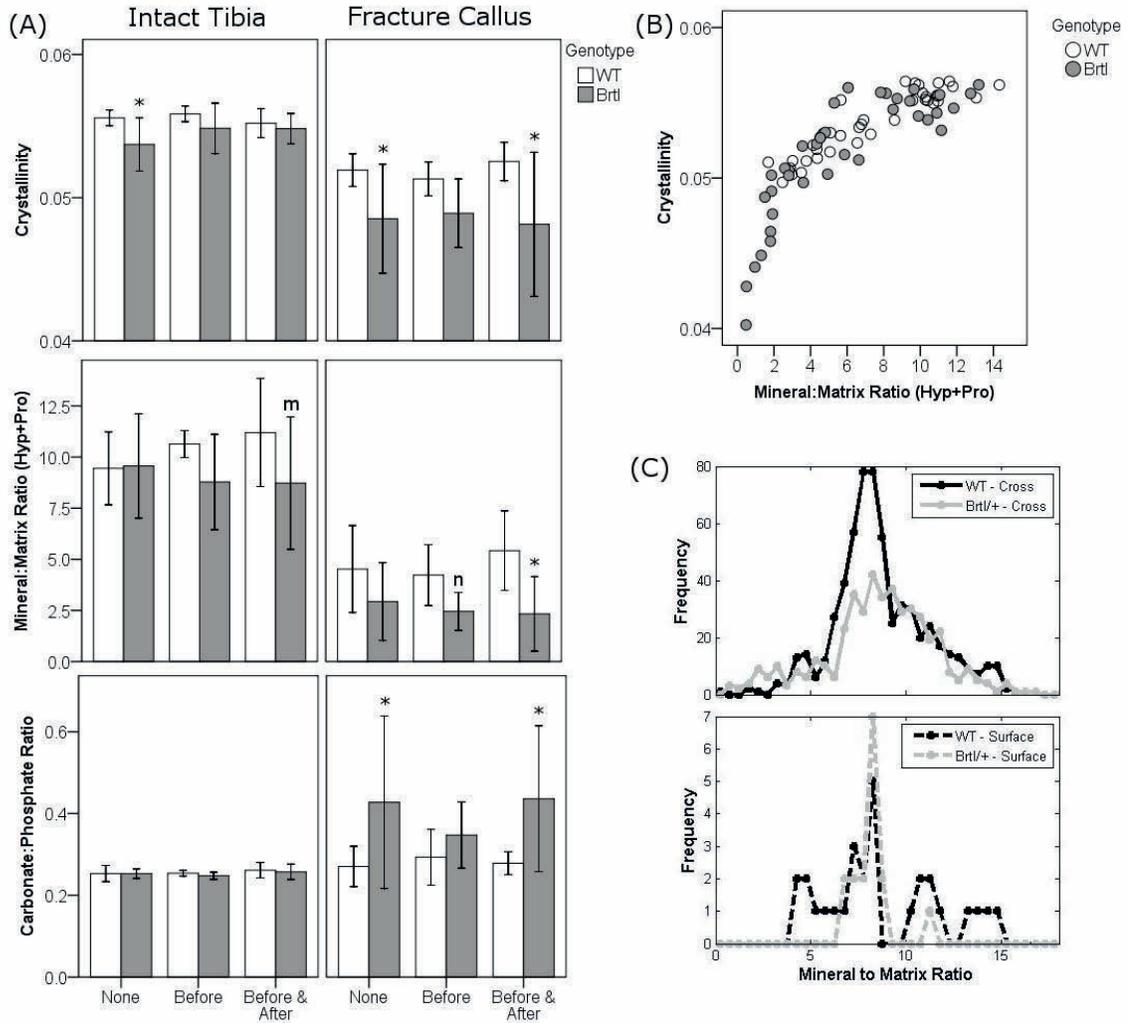 (A)
Intact Tibia
Fracture Callus
Genotype
WT
Brtl
0.06
0.05
0.04
Crystallinity
*
*
*
12.5
10.0
7.5
5.0
2.5
0.0
Mineral:Matrix Ratio (Hyp+Pro)
m
n
*
0.6
0.4
0.2
0.0
Carbonate:Phosphate Ratio
*
*
None
Before
Before &
After
None
Before
Before &
After
(B)
Genotype
WT
Brtl
0.06
0.05
0.04
Crystallinity
0 2 4 6 8 10 12 14
Mineral:Matrix Ratio (Hyp+Pro)
(C)
80
60
40
20
0
Frequency
WT - Cross
Brtl/+ - Cross
7
6
5
4
3
2
1
0
Frequency
WT - Surface
Brtl/+ - Surface
0 5 10 15
Mineral to Matrix Ratio